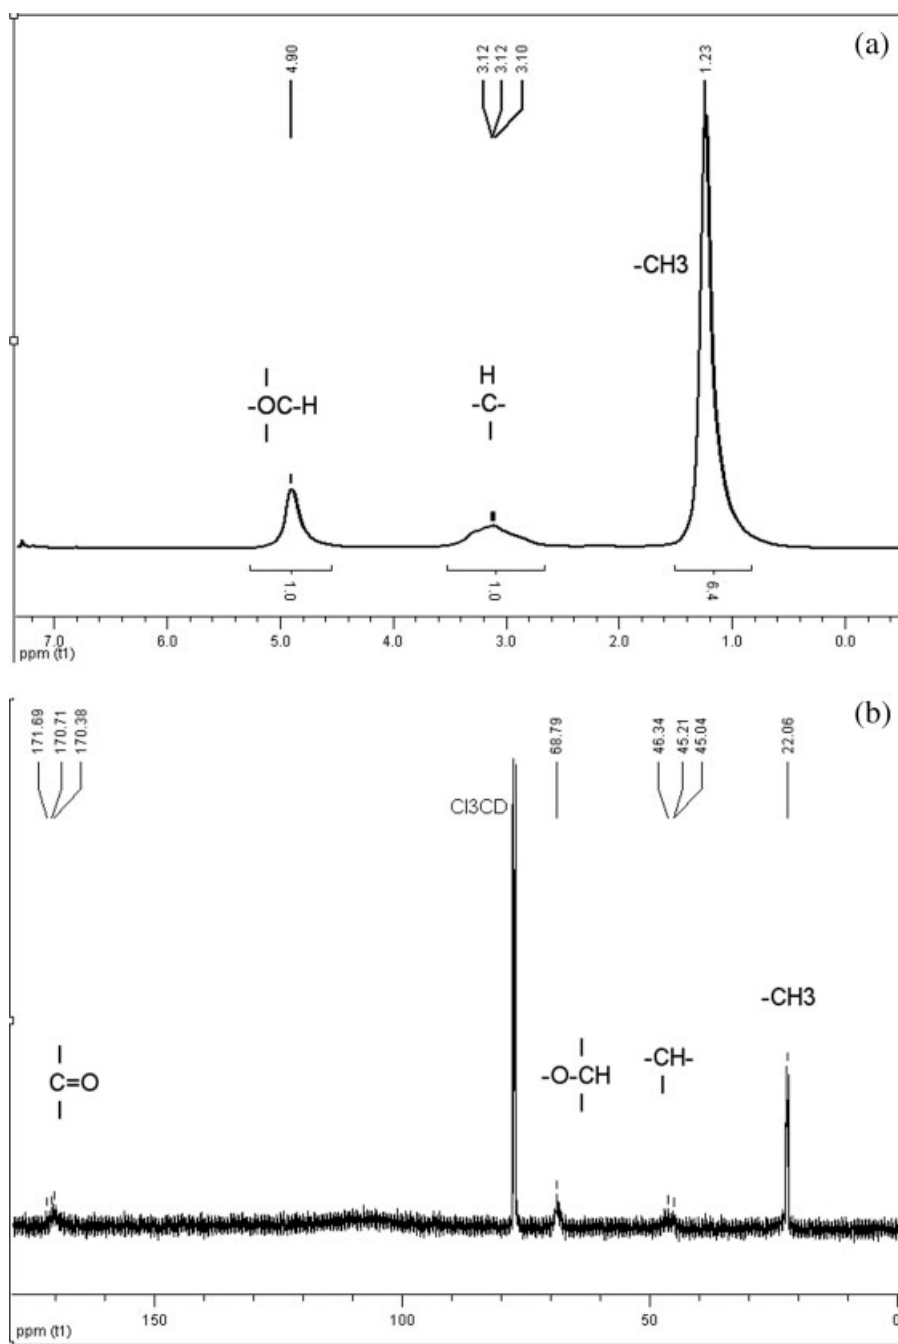 (a)
4.90
3.12
3.12
3.10
1.23
-CH3
-OC-H
H
-C-
1.0
1.0
6.4
7.0 6.0 5.0 4.0 3.0 2.0 1.0 0.0
ppm (t1)
(b)
171.69
170.71
170.38
68.79
46.34
45.21
45.04
22.06
Cl3CD
-CH3
C=O
-O-CH
-CH-
150 100 50 0
ppm (t1)